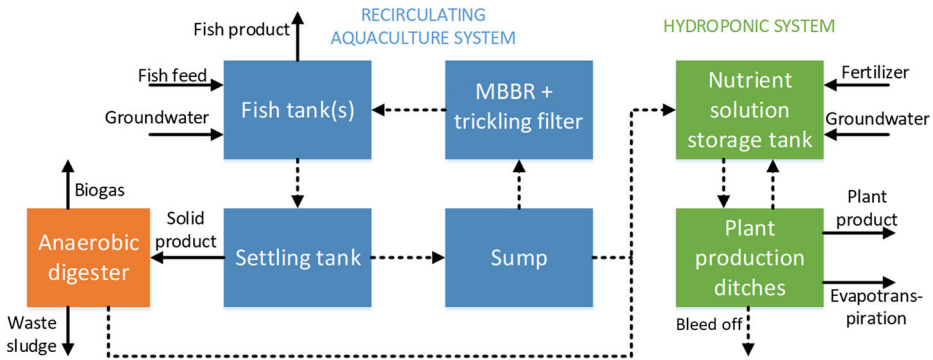 RECIRCULATING
AQUACULTURE SYSTEM
HYDROPONIC SYSTEM
Fish product
Fish feed
Groundwater
Fish tank(s)
MBBR +
trickling filter
Nutrient
solution
storage tank
Fertilizer
Groundwater
Biogas
Anaerobic
digester
Solid
product
Settling tank
Sump
Plant
production
ditches
Plant
product
Evapotrans-
piration
Waste
sludge
Bleed off